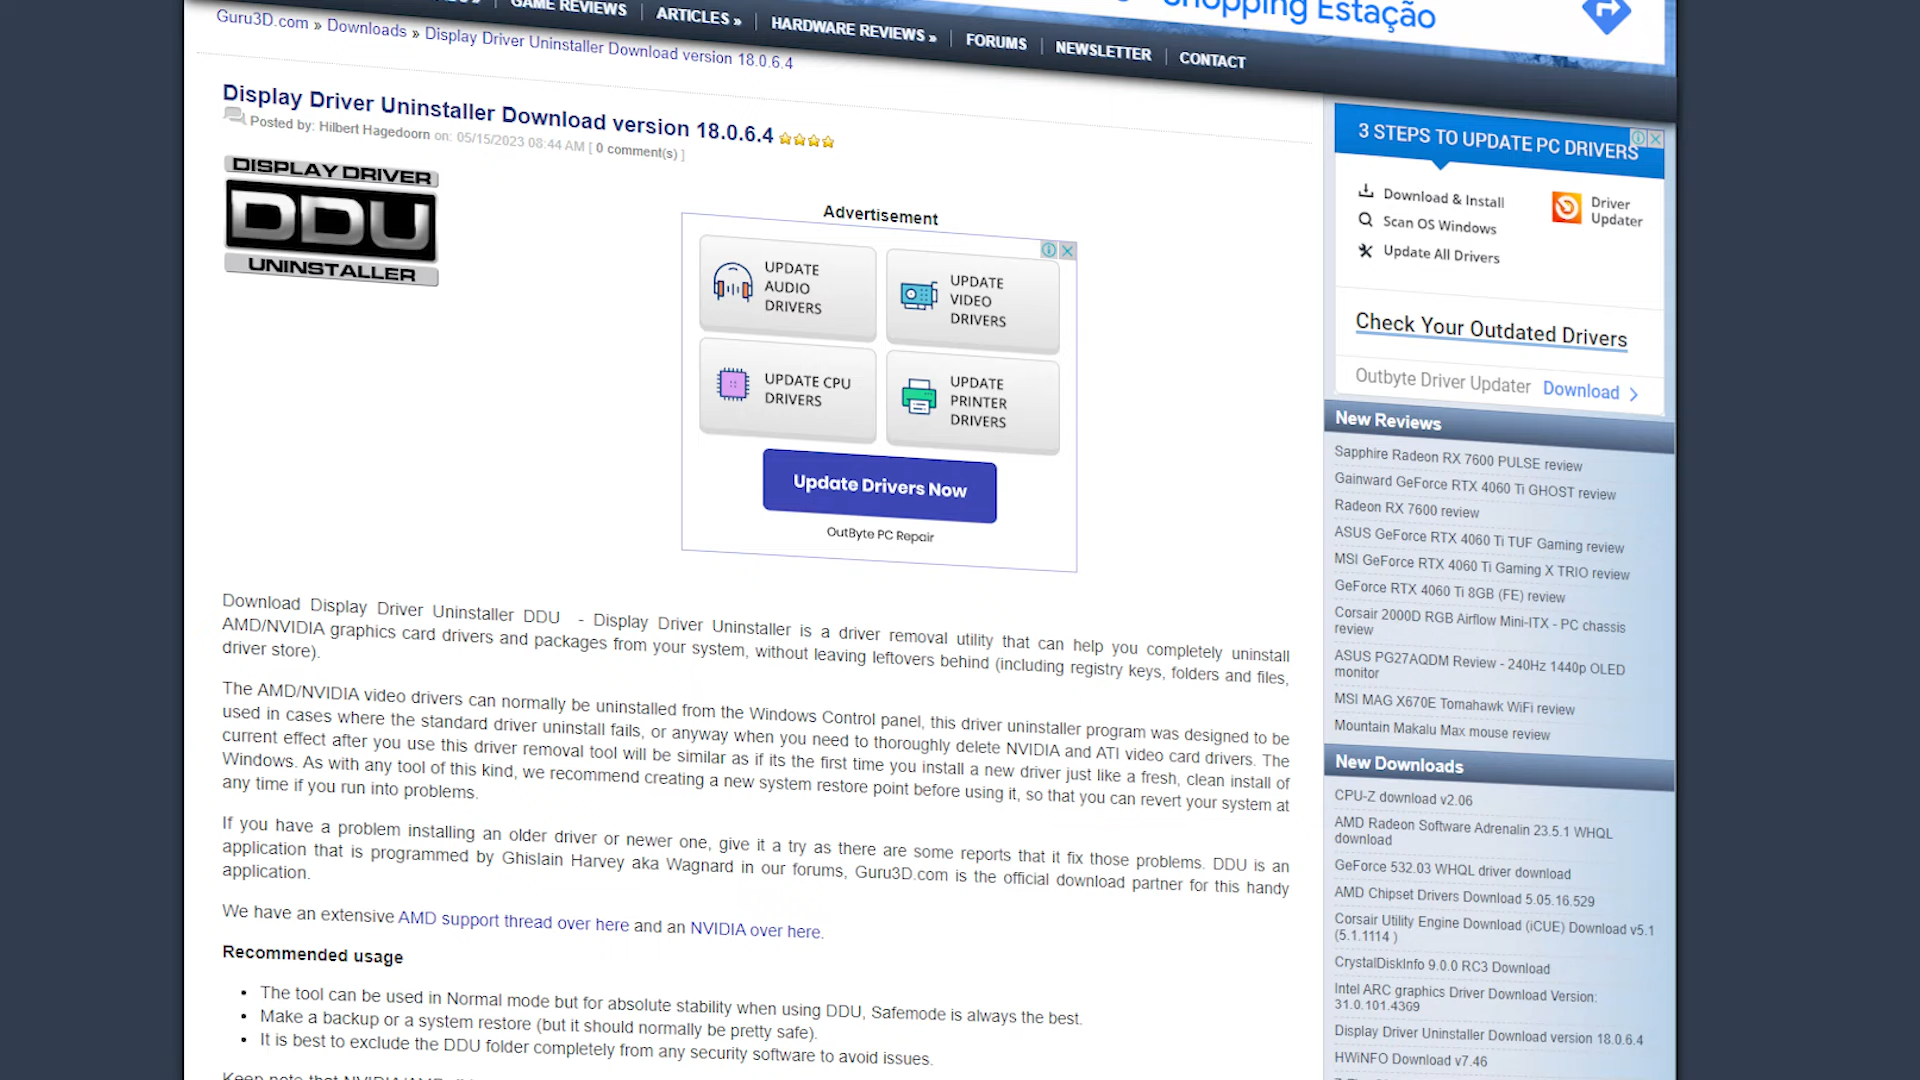 Shopping Estação
GAME REVIEWS
ARTICLES »
HARDWARE REVIEWS »
FORUMS
NEWSLETTER
CONTACT
Guru3D.com » Downloads » Display Driver Uninstaller Download version 18.0.6.4
Display Driver Uninstaller Download version 18.0.6.4
Posted by: Hilbert Hagedoorn on: 05/15/2023 08:44 AM [ 0 comment(s) ]
DISPLAY DRIVER
DDU
UNINSTALLER
Advertisement
UPDATE
AUDIO
DRIVERS
UPDATE
VIDEO
DRIVERS
UPDATE CPU
DRIVERS
UPDATE
PRINTER
DRIVERS
Update Drivers Now
OutByte PC Repair
Download Display Driver Uninstaller DDU - Display Driver Uninstaller is a driver removal utility that can help you completely uninstall
AMD/NVIDIA graphics card drivers and packages from your system, without leaving leftovers behind (including registry keys, folders and files,
driver store).
The AMD/NVIDIA video drivers can normally be uninstalled from the Windows Control panel, this driver uninstaller program was designed to be
used in cases where the standard driver uninstall fails, or anyway when you need to thoroughly delete NVIDIA and ATI video card drivers. The
current effect after you use this driver removal tool will be similar as if its the first time you install a new driver just like a fresh, clean install of
Windows. As with any tool of this kind, we recommend creating a new system restore point before using it, so that you can revert your system at
any time if you run into problems.
If you have a problem installing an older driver or newer one, give it a try as there are some reports that it fix those problems. DDU is an
application that is programmed by Ghislain Harvey aka Wagnard in our forums, Guru3D.com is the official download partner for this handy
application.
We have an extensive AMD support thread over here and an NVIDIA over here.
Recommended usage
• The tool can be used in Normal mode but for absolute stability when using DDU, Safemode is always the best.
• Make a backup or a system restore (but it should normally be pretty safe).
• It is best to exclude the DDU folder completely from any security software to avoid issues.
Keep note that NVIDIA/AMD
3 STEPS TO UPDATE PC DRIVERS
Download & Install
Scan OS Windows
Update All Drivers
Driver
Updater
Check Your Outdated Drivers
Outbyte Driver Updater Download
New Reviews
Sapphire Radeon RX 7600 PULSE review
Gainward GeForce RTX 4060 Ti GHOST review
Radeon RX 7600 review
ASUS GeForce RTX 4060 Ti TUF Gaming review
MSI GeForce RTX 4060 Ti Gaming X TRIO review
GeForce RTX 4060 Ti 8GB (FE) review
Corsair 2000D RGB Airflow Mini-ITX - PC chassis
review
ASUS PG27AQDM Review - 240Hz 1440p OLED
monitor
MSI MAG X670E Tomahawk WiFi review
Mountain Makalu Max mouse review
New Downloads
CPU-Z download v2.06
AMD Radeon Software Adrenalin 23.5.1 WHQL
download
GeForce 532.03 WHQL driver download
AMD Chipset Drivers Download 5.05.16.529
Corsair Utility Engine Download (iCUE) Download v5.1
(5.1.1114 )
CrystalDiskInfo 9.0.0 RC3 Download
Intel ARC graphics Driver Download Version:
31.0.101.4369
Display Driver Uninstaller Download version 18.0.6.4
HWiNFO Download v7.46